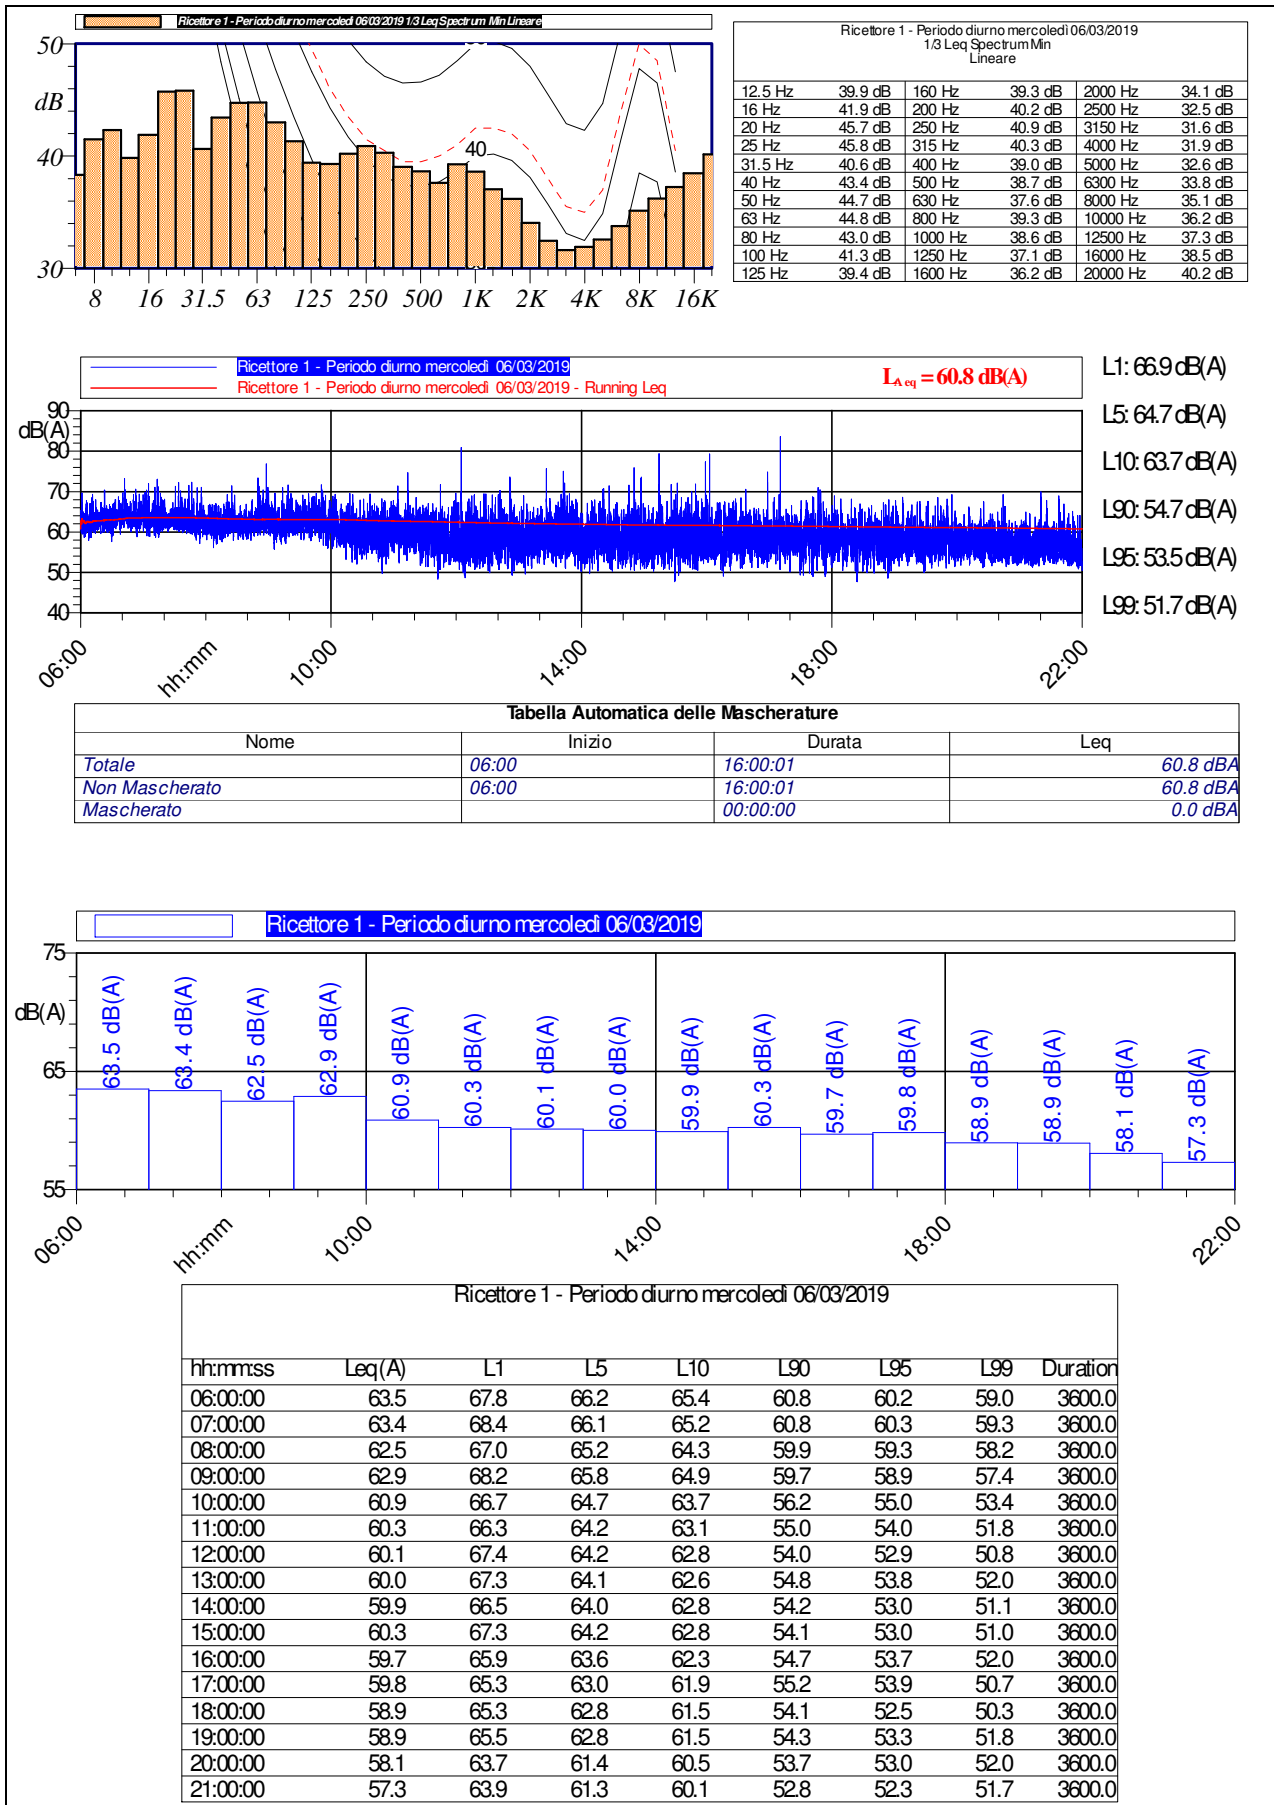 Ricettore 1 - Periodo diurno mercoledì 06/03/2019 1/3 Leq Spectrum Min Lineare
50
dB
40
30
40
8 16 31.5 63 125 250 500 1K 2K 4K 8K 16K
Ricettore 1 - Periodo diurno mercoledì 06/03/2019
1/3 Leq Spectrum Min
Lineare
12.5 Hz 39.9 dB 160 Hz 39.3 dB 2000 Hz 34.1 dB
16 Hz 41.9 dB 200 Hz 40.2 dB 2500 Hz 32.5 dB
20 Hz 45.7 dB 250 Hz 40.9 dB 3150 Hz 31.6 dB
25 Hz 45.8 dB 315 Hz 40.3 dB 4000 Hz 31.9 dB
31.5 Hz 40.6 dB 400 Hz 39.0 dB 5000 Hz 32.6 dB
40 Hz 43.4 dB 500 Hz 38.7 dB 6300 Hz 33.8 dB
50 Hz 44.7 dB 630 Hz 37.6 dB 8000 Hz 35.1 dB
63 Hz 44.8 dB 800 Hz 39.3 dB 10000 Hz 36.2 dB
80 Hz 43.0 dB 1000 Hz 38.6 dB 12500 Hz 37.3 dB
100 Hz 41.3 dB 1250 Hz 37.1 dB 16000 Hz 38.5 dB
125 Hz 39.4 dB 1600 Hz 36.2 dB 20000 Hz 40.2 dB
Ricettore 1 - Periodo diurno mercoledì 06/03/2019
Ricettore 1 - Periodo diurno mercoledì 06/03/2019 - Running Leq
LA eq = 60.8 dB(A)
90
dB(A)
80
70
60
50
40
06:00 hh:mm 10:00 14:00 18:00 22:00
L1: 66.9 dB(A)
L5: 64.7 dB(A)
L10: 63.7 dB(A)
L90: 54.7 dB(A)
L95: 53.5 dB(A)
L99: 51.7 dB(A)
Tabella Automatica delle Mascherature
Nome Inizio Durata Leq
Totale 06:00 16:00:01 60.8 dBA
Non Mascherato 06:00 16:00:01 60.8 dBA
Mascherato 00:00:00 0.0 dBA
Ricettore 1 - Periodo diurno mercoledì 06/03/2019
75
dB(A)
65
55
63.5 dB(A)
63.4 dB(A)
62.5 dB(A)
62.9 dB(A)
60.9 dB(A)
60.3 dB(A)
60.1 dB(A)
60.0 dB(A)
59.9 dB(A)
60.3 dB(A)
59.7 dB(A)
59.8 dB(A)
58.9 dB(A)
58.9 dB(A)
58.1 dB(A)
57.3 dB(A)
06:00 hh:mm 10:00 14:00 18:00 22:00
Ricettore 1 - Periodo diurno mercoledì 06/03/2019
hh:mm:ss Leq(A) L1 L5 L10 L90 L95 L99 Duration
06:00:00 63.5 67.8 66.2 65.4 60.8 60.2 59.0 3600.0
07:00:00 63.4 68.4 66.1 65.2 60.8 60.3 59.3 3600.0
08:00:00 62.5 67.0 65.2 64.3 59.9 59.3 58.2 3600.0
09:00:00 62.9 68.2 65.8 64.9 59.7 58.9 57.4 3600.0
10:00:00 60.9 66.7 64.7 63.7 56.2 55.0 53.4 3600.0
11:00:00 60.3 66.3 64.2 63.1 55.0 54.0 51.8 3600.0
12:00:00 60.1 67.4 64.2 62.8 54.0 52.9 50.8 3600.0
13:00:00 60.0 67.3 64.1 62.6 54.8 53.8 52.0 3600.0
14:00:00 59.9 66.5 64.0 62.8 54.2 53.0 51.1 3600.0
15:00:00 60.3 67.3 64.2 62.8 54.1 53.0 51.0 3600.0
16:00:00 59.7 65.9 63.6 62.3 54.7 53.7 52.0 3600.0
17:00:00 59.8 65.3 63.0 61.9 55.2 53.9 50.7 3600.0
18:00:00 58.9 65.3 62.8 61.5 54.1 52.5 50.3 3600.0
19:00:00 58.9 65.5 62.8 61.5 54.3 53.3 51.8 3600.0
20:00:00 58.1 63.7 61.4 60.5 53.7 53.0 52.0 3600.0
21:00:00 57.3 63.9 61.3 60.1 52.8 52.3 51.7 3600.0